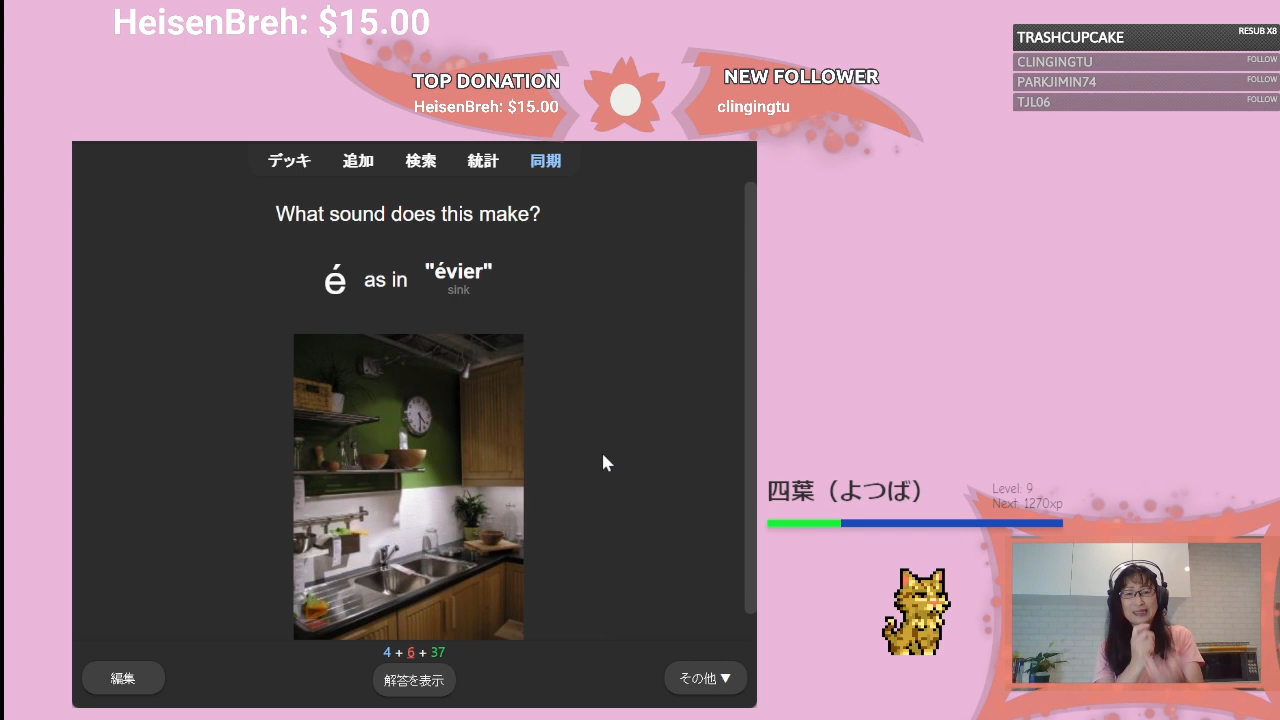 HeisenBreh: $15.00
TOP DONATION
HeisenBreh: $15.00
NEW FOLLOWER
clingingtu
TRASHCUPCAKE RESUB X8
CLINGINGTU FOLLOW
PARKJIMIN74 FOLLOW
TJL06 FOLLOW
デッキ 追加 検索 統計 同期
What sound does this make?
é as in "évier"
sink
4 + 6 + 37
編集 解答を表示 その他 ▼
四葉（よつば）
Level: 9
Next: 1270xp